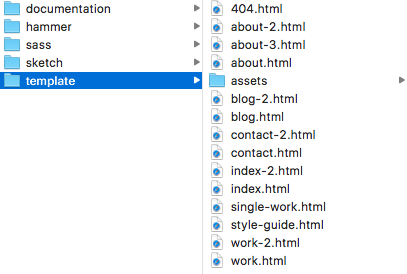 documentation
hammer
sass
sketch
template
404.html
about-2.html
about-3.html
about.html
assets
blog-2.html
blog.html
contact-2.html
contact.html
index-2.html
index.html
single-work.html
style-guide.html
work-2.html
work.html